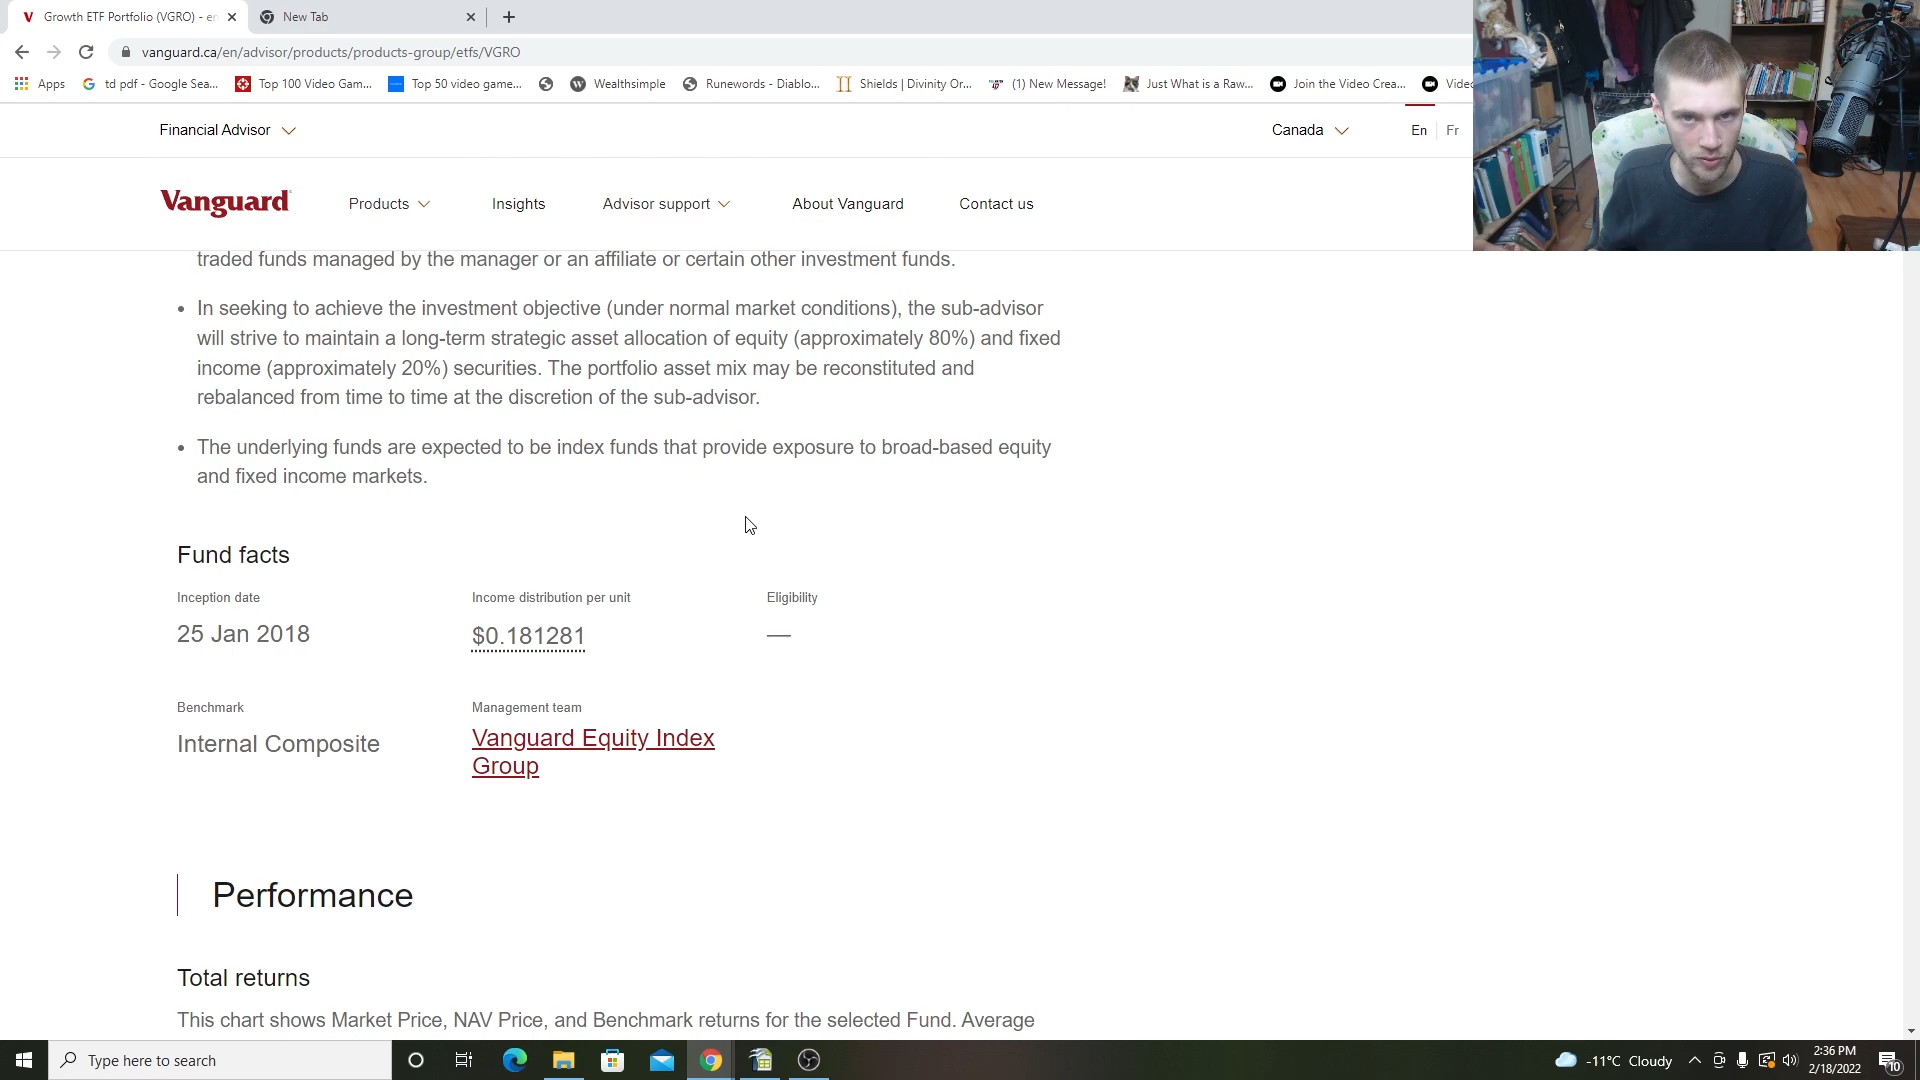 Growth ETF Portfolio (VGRO) - en
New Tab
vanguard.ca/en/advisor/products/products-group/etfs/VGRO
Apps
td pdf - Google Sea...
Top 100 Video Gam...
Top 50 video game...
Wealthsimple
Runewords - Diablo...
Shields | Divinity Or...
(1) New Message!
Just What is a Raw...
Join the Video Crea...
Videc
Financial Advisor
Canada
En
Fr
Vanguard
Products
Insights
Advisor support
About Vanguard
Contact us
traded funds managed by the manager or an affiliate or certain other investment funds.
• In seeking to achieve the investment objective (under normal market conditions), the sub-advisor
will strive to maintain a long-term strategic asset allocation of equity (approximately 80%) and fixed
income (approximately 20%) securities. The portfolio asset mix may be reconstituted and
rebalanced from time to time at the discretion of the sub-advisor.
• The underlying funds are expected to be index funds that provide exposure to broad-based equity
and fixed income markets.
Fund facts
Inception date
25 Jan 2018
Income distribution per unit
$0.181281
Eligibility
—
Benchmark
Internal Composite
Management team
Vanguard Equity Index
Group
Performance
Total returns
This chart shows Market Price, NAV Price, and Benchmark returns for the selected Fund. Average
Type here to search
-11°C Cloudy
2:36 PM
2/18/2022
10